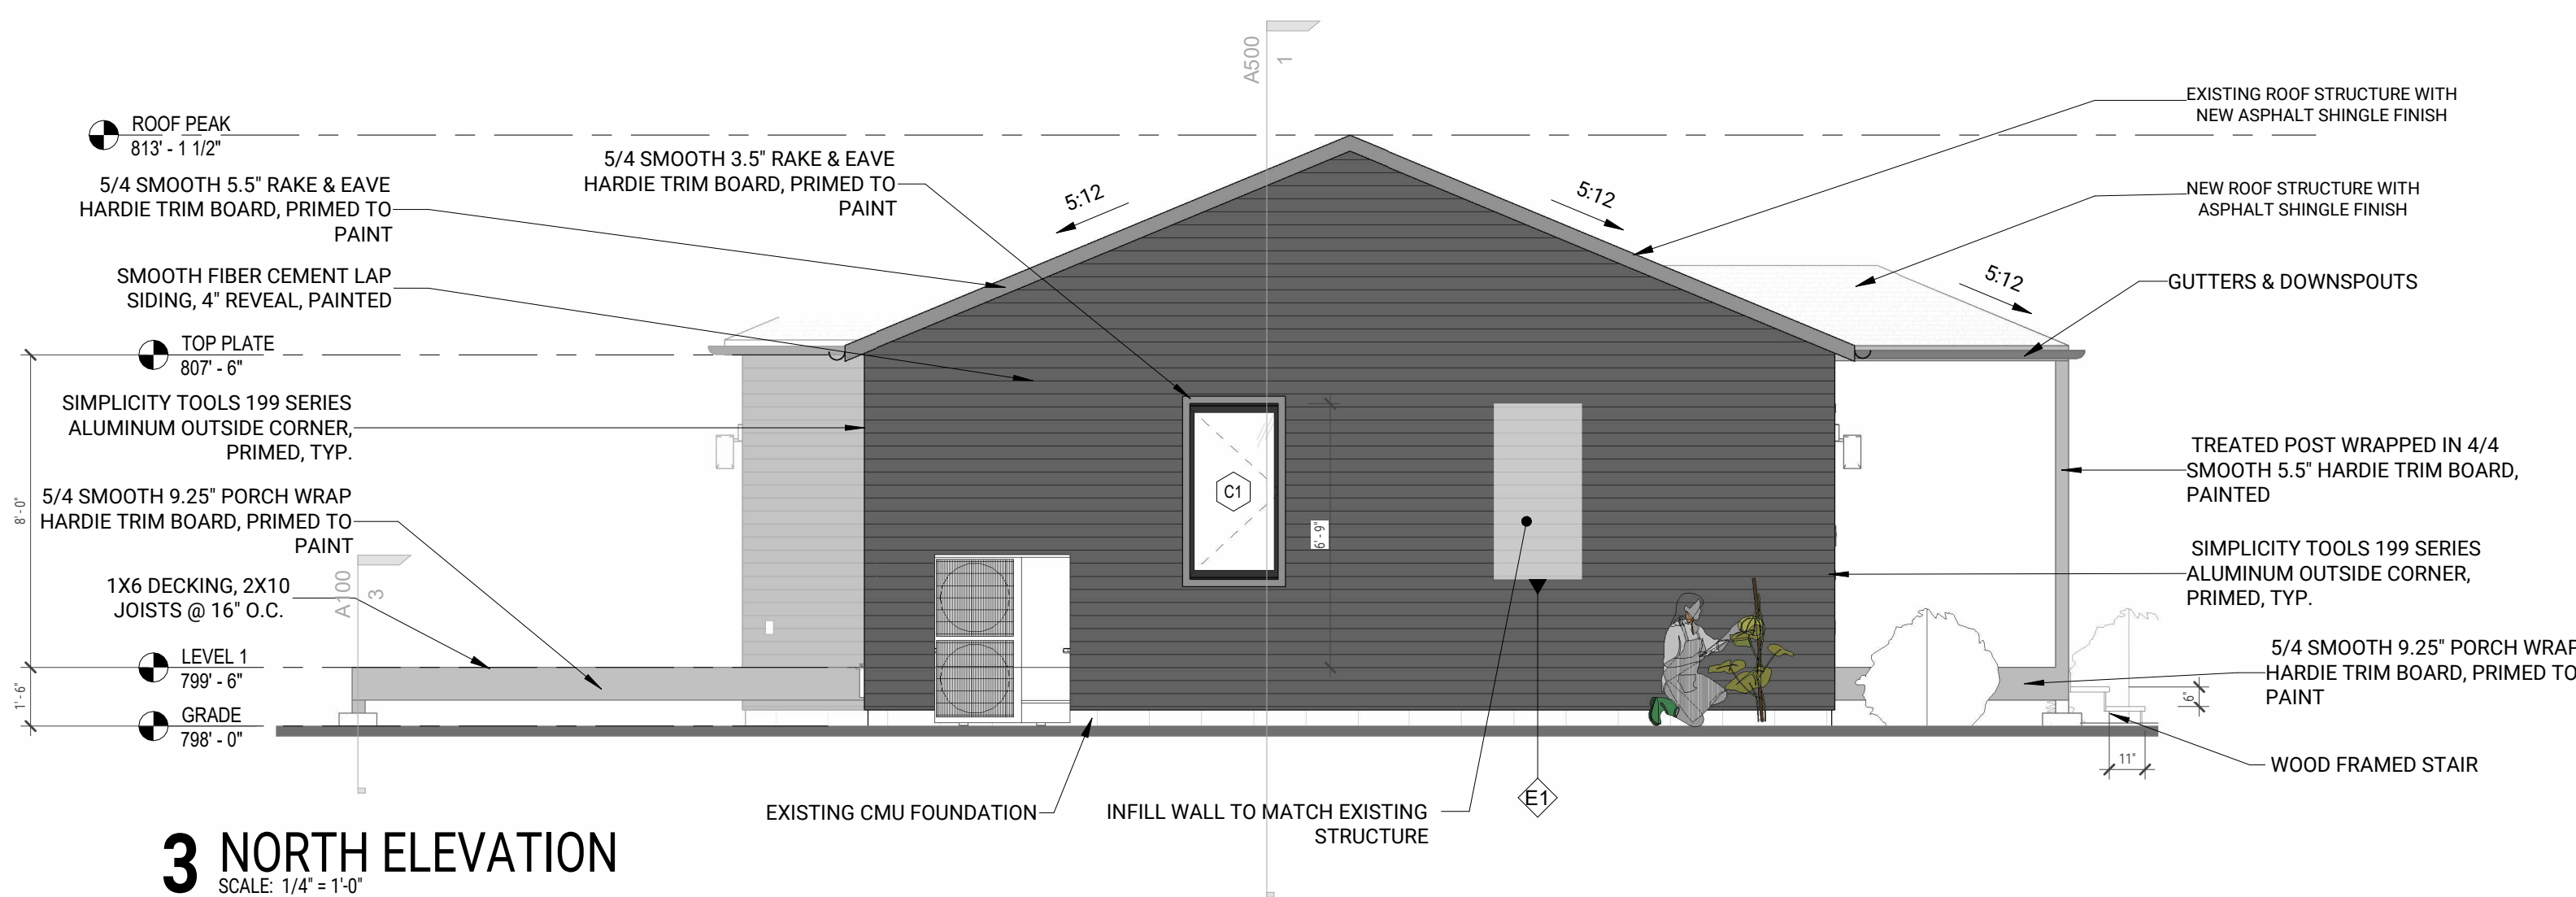 A500
1
ROOF PEAK
813' - 1 1/2"
5/4 SMOOTH 5.5" RAKE & EAVE
HARDIE TRIM BOARD, PRIMED TO
PAINT
5/4 SMOOTH 3.5" RAKE & EAVE
HARDIE TRIM BOARD, PRIMED TO
PAINT
5:12
5:12
5:12
EXISTING ROOF STRUCTURE WITH
NEW ASPHALT SHINGLE FINISH
NEW ROOF STRUCTURE WITH
ASPHALT SHINGLE FINISH
GUTTERS & DOWNSPOUTS
SMOOTH FIBER CEMENT LAP
SIDING, 4" REVEAL, PAINTED
TOP PLATE
807' - 6"
SIMPLICITY TOOLS 199 SERIES
ALUMINUM OUTSIDE CORNER,
PRIMED, TYP.
5/4 SMOOTH 9.25" PORCH WRAP
HARDIE TRIM BOARD, PRIMED TO
PAINT
8' - 0"
A100
3
1X6 DECKING, 2X10
JOISTS @ 16" O.C.
LEVEL 1
799' - 6"
1' - 6"
GRADE
798' - 0"
C1
6' - 9"
E1
TREATED POST WRAPPED IN 4/4
SMOOTH 5.5" HARDIE TRIM BOARD,
PAINTED
SIMPLICITY TOOLS 199 SERIES
ALUMINUM OUTSIDE CORNER,
PRIMED, TYP.
5/4 SMOOTH 9.25" PORCH WRAP
HARDIE TRIM BOARD, PRIMED TO
PAINT
6"
11"
WOOD FRAMED STAIR
EXISTING CMU FOUNDATION
INFILL WALL TO MATCH EXISTING
STRUCTURE
3 NORTH ELEVATION
SCALE: 1/4" = 1'-0"